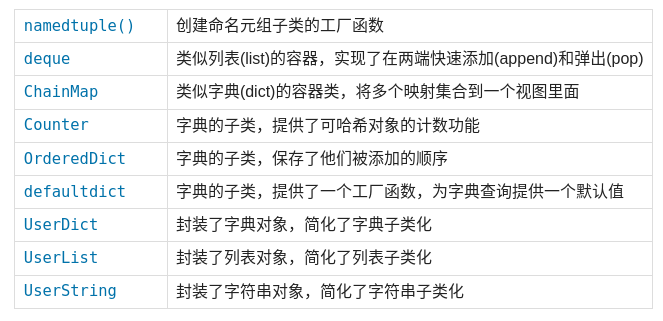 namedtuple() 创建命名元组子类的工厂函数
deque 类似列表(list)的容器，实现了在两端快速添加(append)和弹出(pop)
ChainMap 类似字典(dict)的容器类，将多个映射集合到一个视图里面
Counter 字典的子类，提供了可哈希对象的计数功能
OrderedDict 字典的子类，保存了他们被添加的顺序
defaultdict 字典的子类，提供了一个工厂函数，为字典查询提供一个默认值
UserDict 封装了字典对象，简化了字典子类化
UserList 封装了列表对象，简化了列表子类化
UserString 封装了字符串对象，简化了字符串子类化